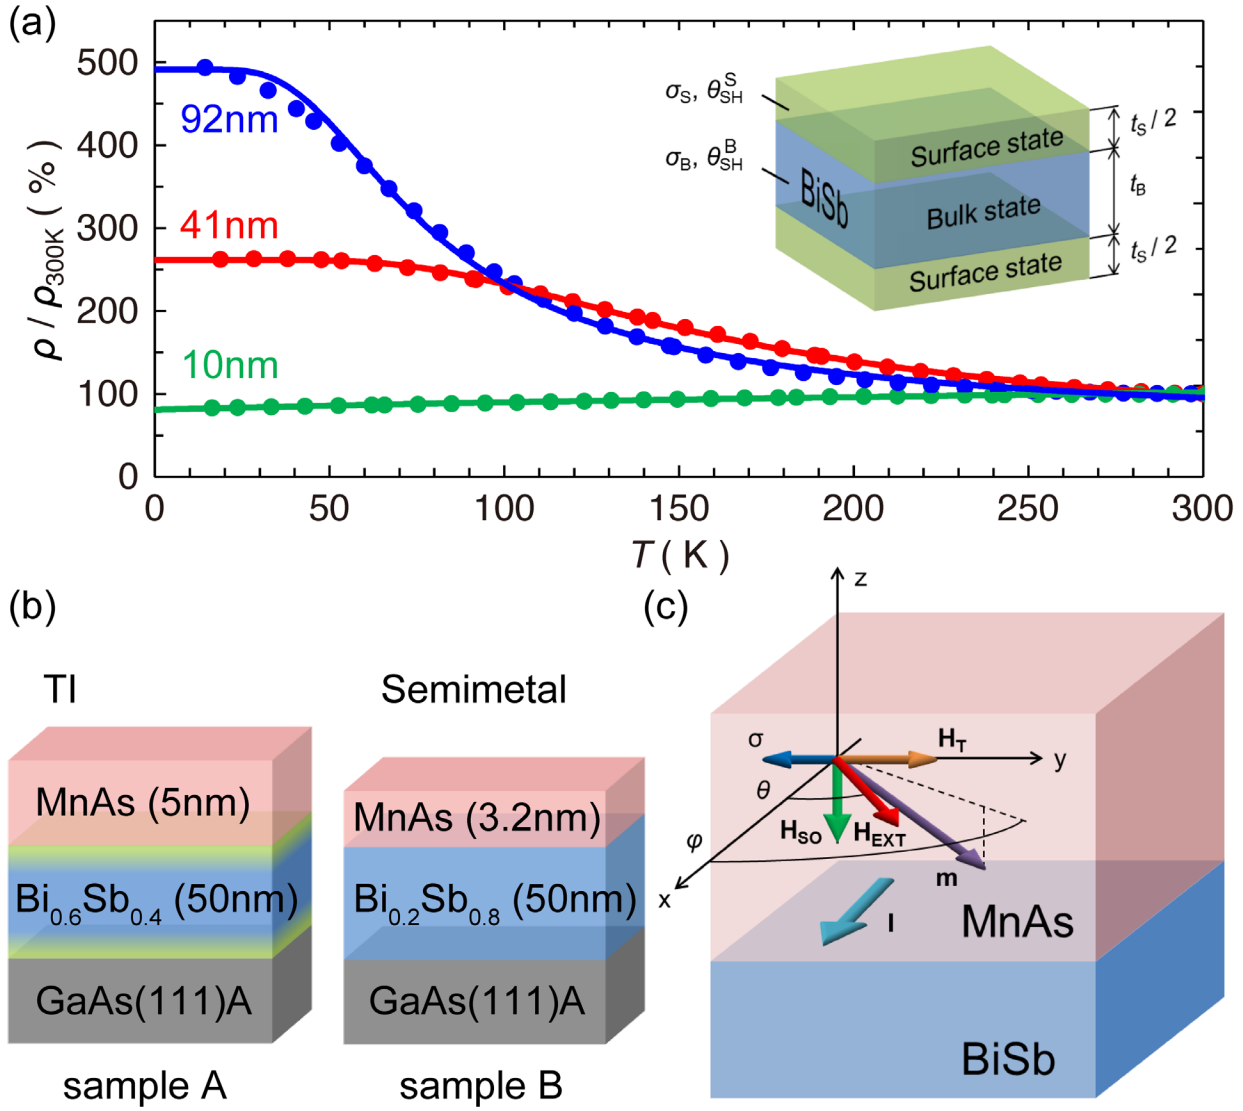 (a)
500
400
300
200
100
0
ρ / ρ300K ( % )
92nm
41nm
10nm
0 50 100 150 200 250 300
T ( K )
σS, θSH^S
σB, θSH^B
BiSb
Surface state
Bulk state
Surface state
tS / 2
tB
tS / 2
(b)
TI
Semimetal
MnAs (5nm)
Bi0.6Sb0.4 (50nm)
GaAs(111)A
sample A
MnAs (3.2nm)
Bi0.2Sb0.8 (50nm)
GaAs(111)A
sample B
(c)
z
σ
HT
y
θ
HSO
HEXT
φ
m
x
I
MnAs
BiSb